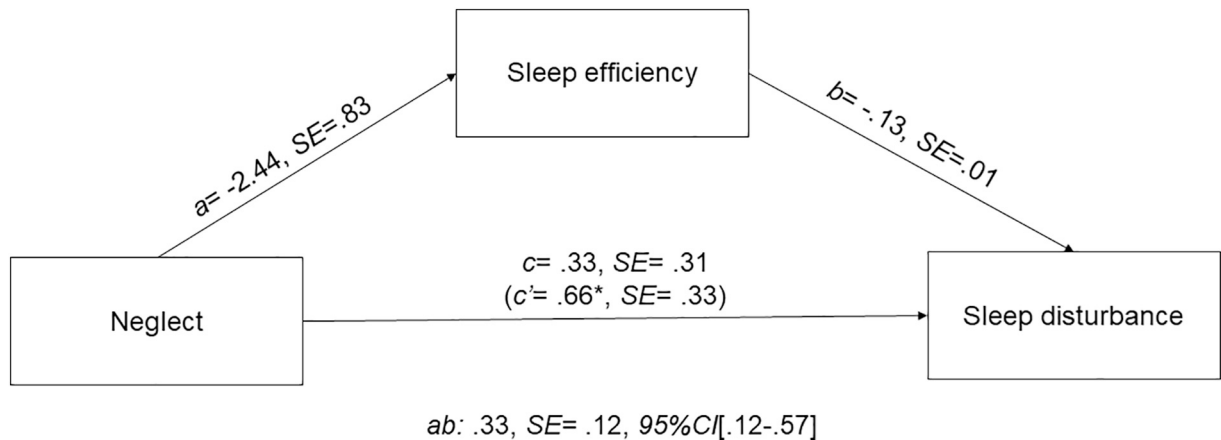 Sleep efficiency
a= -2.44, SE=.83
b= -.13, SE=.01
c= .33, SE= .31
(c’= .66*, SE= .33)
Neglect
Sleep disturbance
ab: .33, SE= .12, 95%CI[.12-.57]